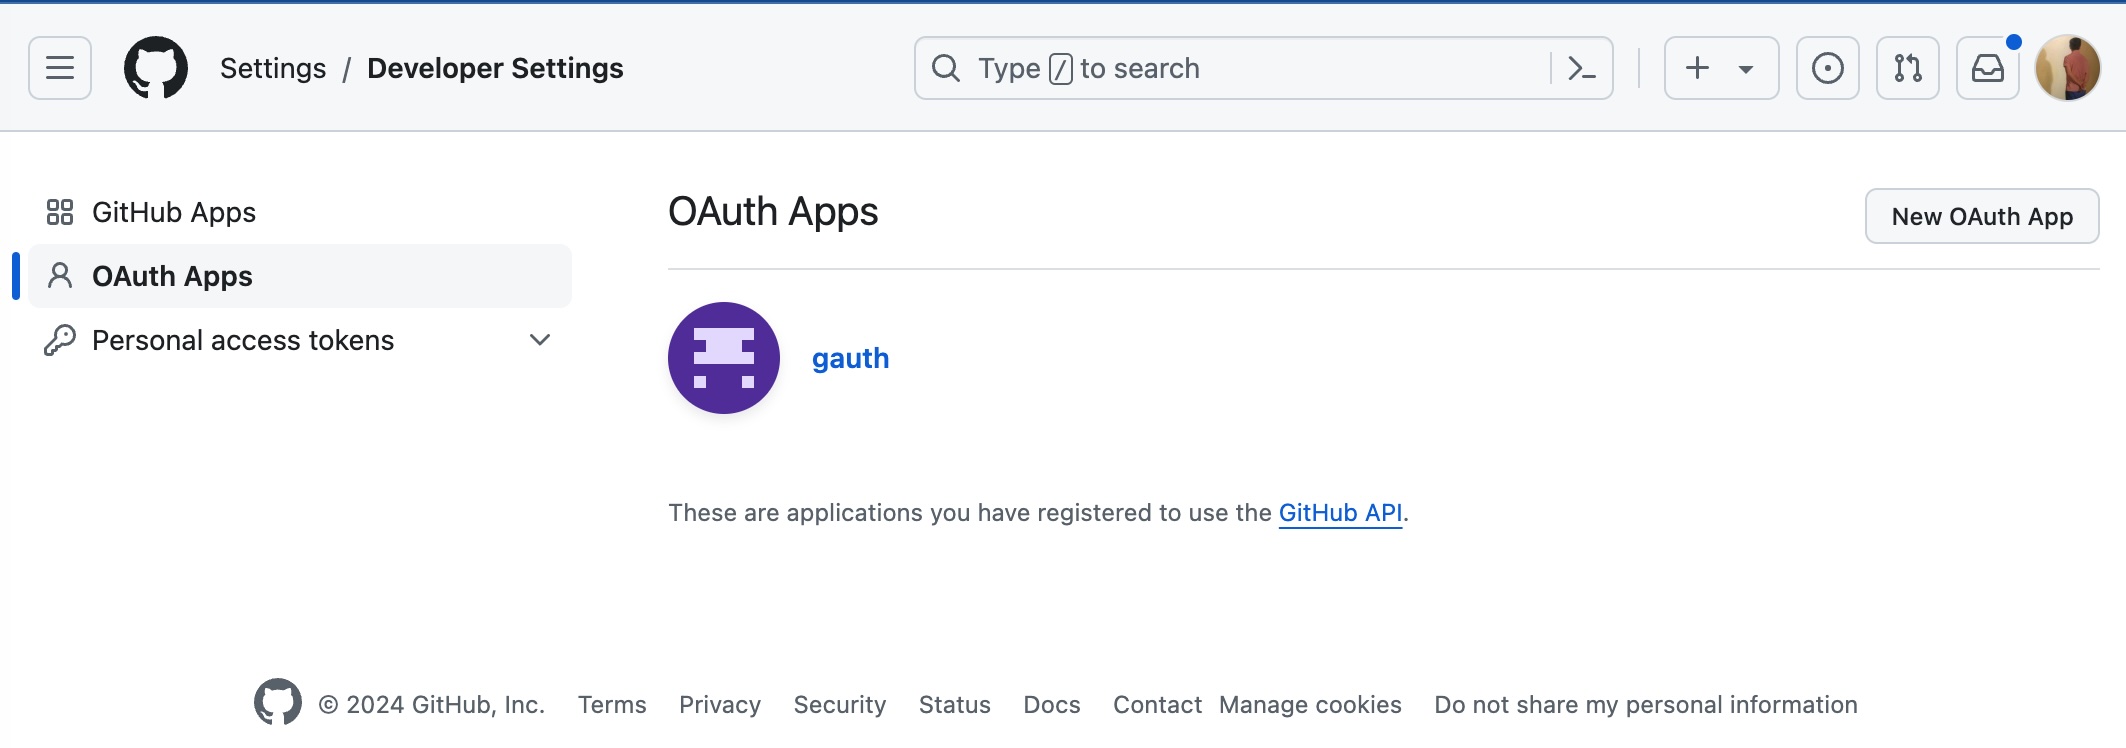 Settings / Developer Settings
Type / to search
GitHub Apps
OAuth Apps
Personal access tokens
OAuth Apps
New OAuth App
gauth
These are applications you have registered to use the GitHub API.
© 2024 GitHub, Inc. Terms Privacy Security Status Docs Contact Manage cookies Do not share my personal information